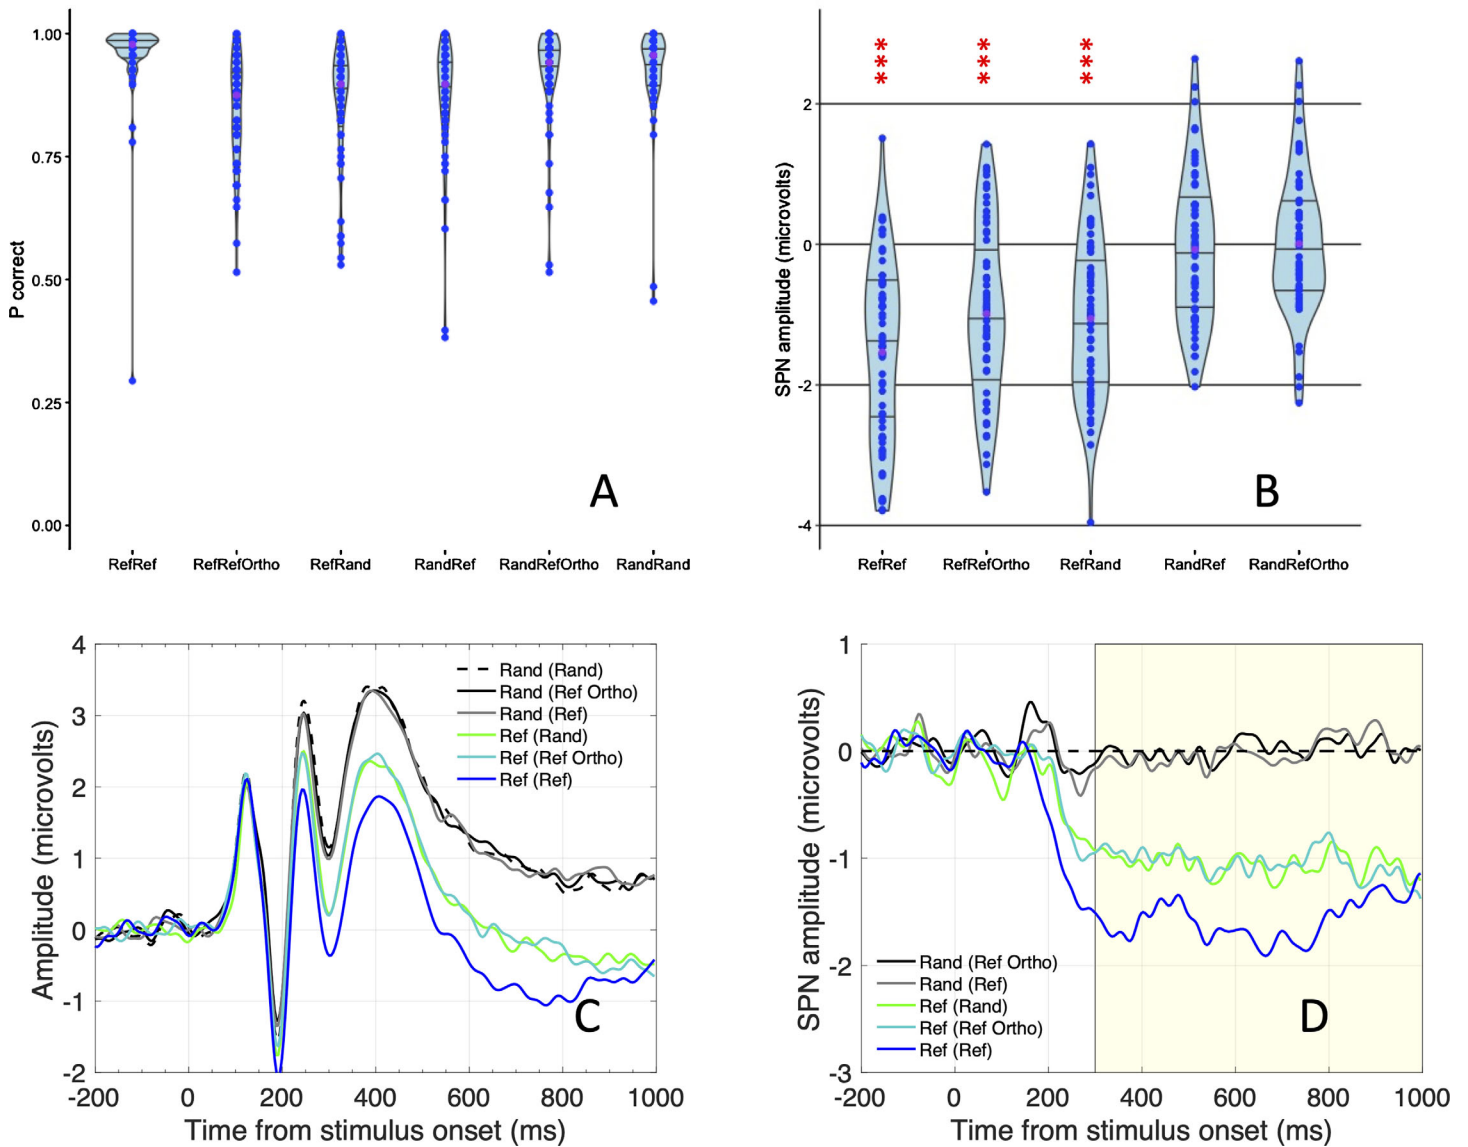 P correct
1.00
0.75
0.50
0.25
0.00
RefRef
RefRefOrtho
RefRand
RandRef
RandRefOrtho
RandRand
A
SPN amplitude (microvolts)
***
***
***
2
0
-2
-4
RefRef
RefRefOrtho
RefRand
RandRef
RandRefOrtho
B
Amplitude (microvolts)
4
3
2
1
0
-1
-2
Rand (Rand)
Rand (Ref Ortho)
Rand (Ref)
Ref (Rand)
Ref (Ref Ortho)
Ref (Ref)
C
-200 0 200 400 600 800 1000
Time from stimulus onset (ms)
SPN amplitude (microvolts)
1
0
-1
-2
-3
Rand (Ref Ortho)
Rand (Ref)
Ref (Rand)
Ref (Ref Ortho)
Ref (Ref)
D
-200 0 200 400 600 800 1000
Time from stimulus onset (ms)